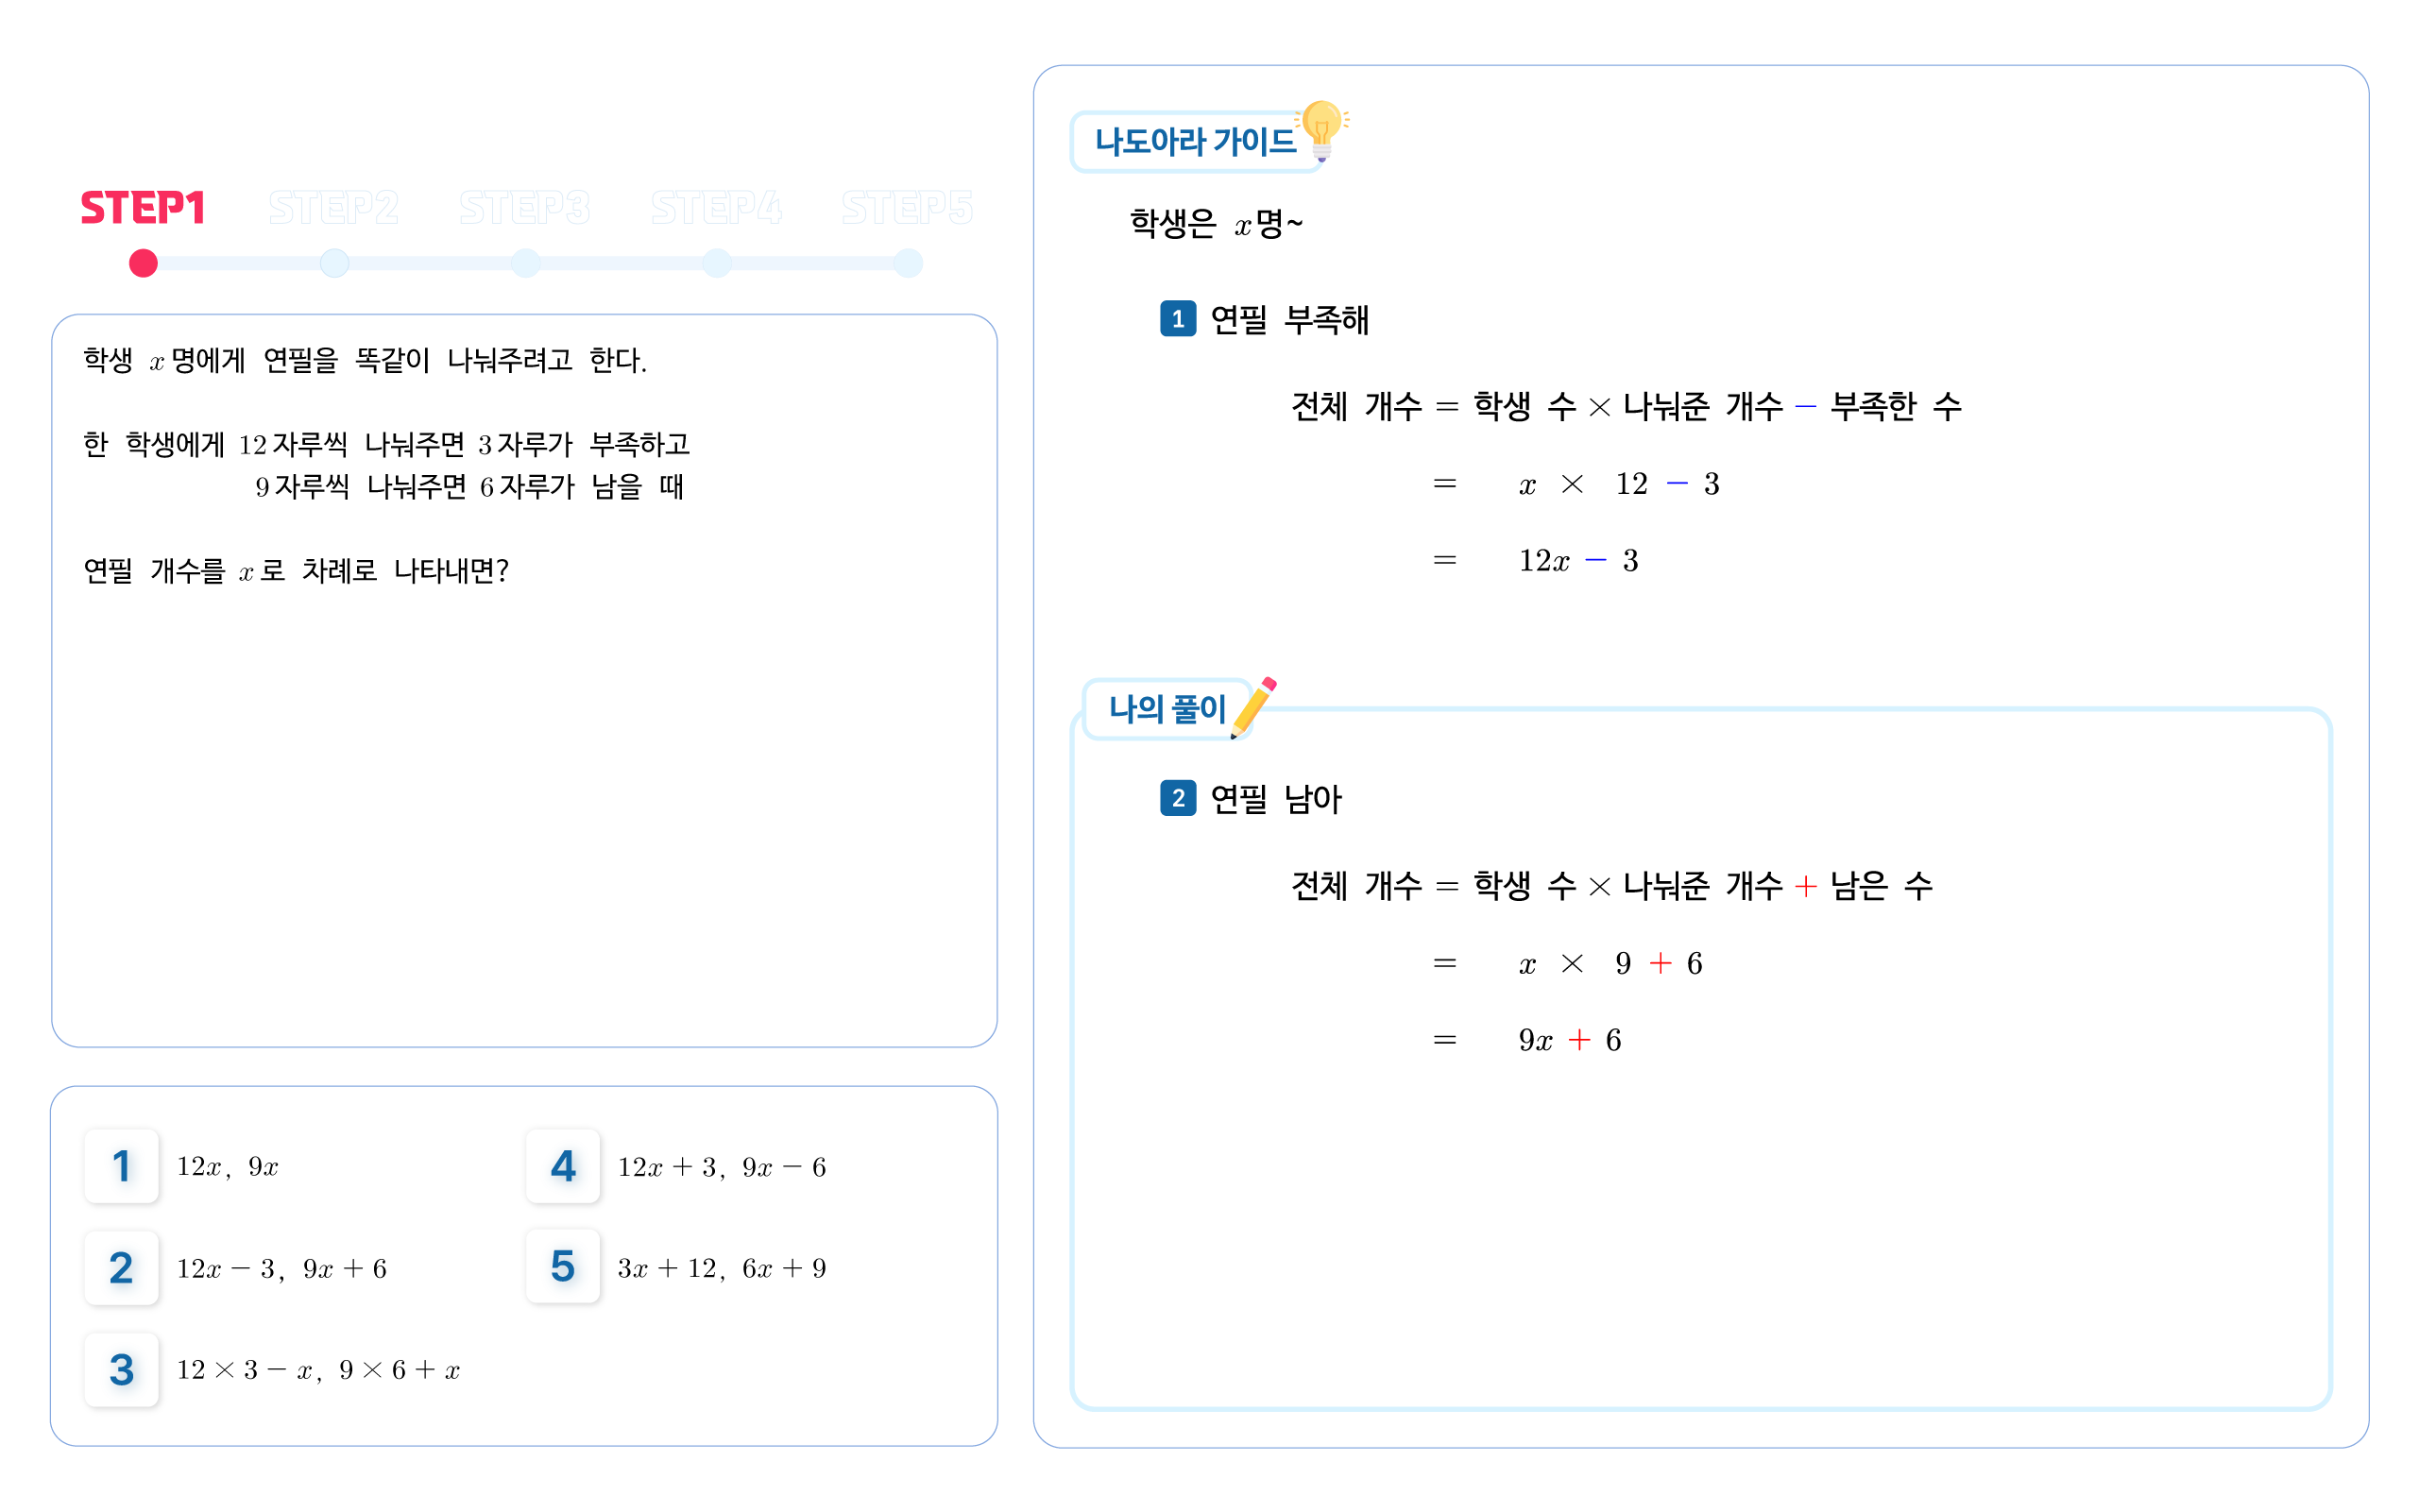 STEP1 STEP2 STEP3 STEP4 STEP5
학생 x명에게 연필을 똑같이 나눠주려고 한다.
한 학생에게 12자루씩 나눠주면 3자루가 부족하고
9자루씩 나눠주면 6자루가 남을 때
연필 개수를 x로 차례로 나타내면?
1 12x, 9x
2 12x − 3, 9x + 6
3 12 × 3 − x, 9 × 6 + x
4 12x + 3, 9x − 6
5 3x + 12, 6x + 9
나도아라 가이드
학생은 x명~
1 연필 부족해
전체 개수 = 학생 수 × 나눠준 개수 − 부족한 수
= x × 12 − 3
= 12x − 3
나의 풀이
2 연필 남아
전체 개수 = 학생 수 × 나눠준 개수 + 남은 수
= x × 9 + 6
= 9x + 6